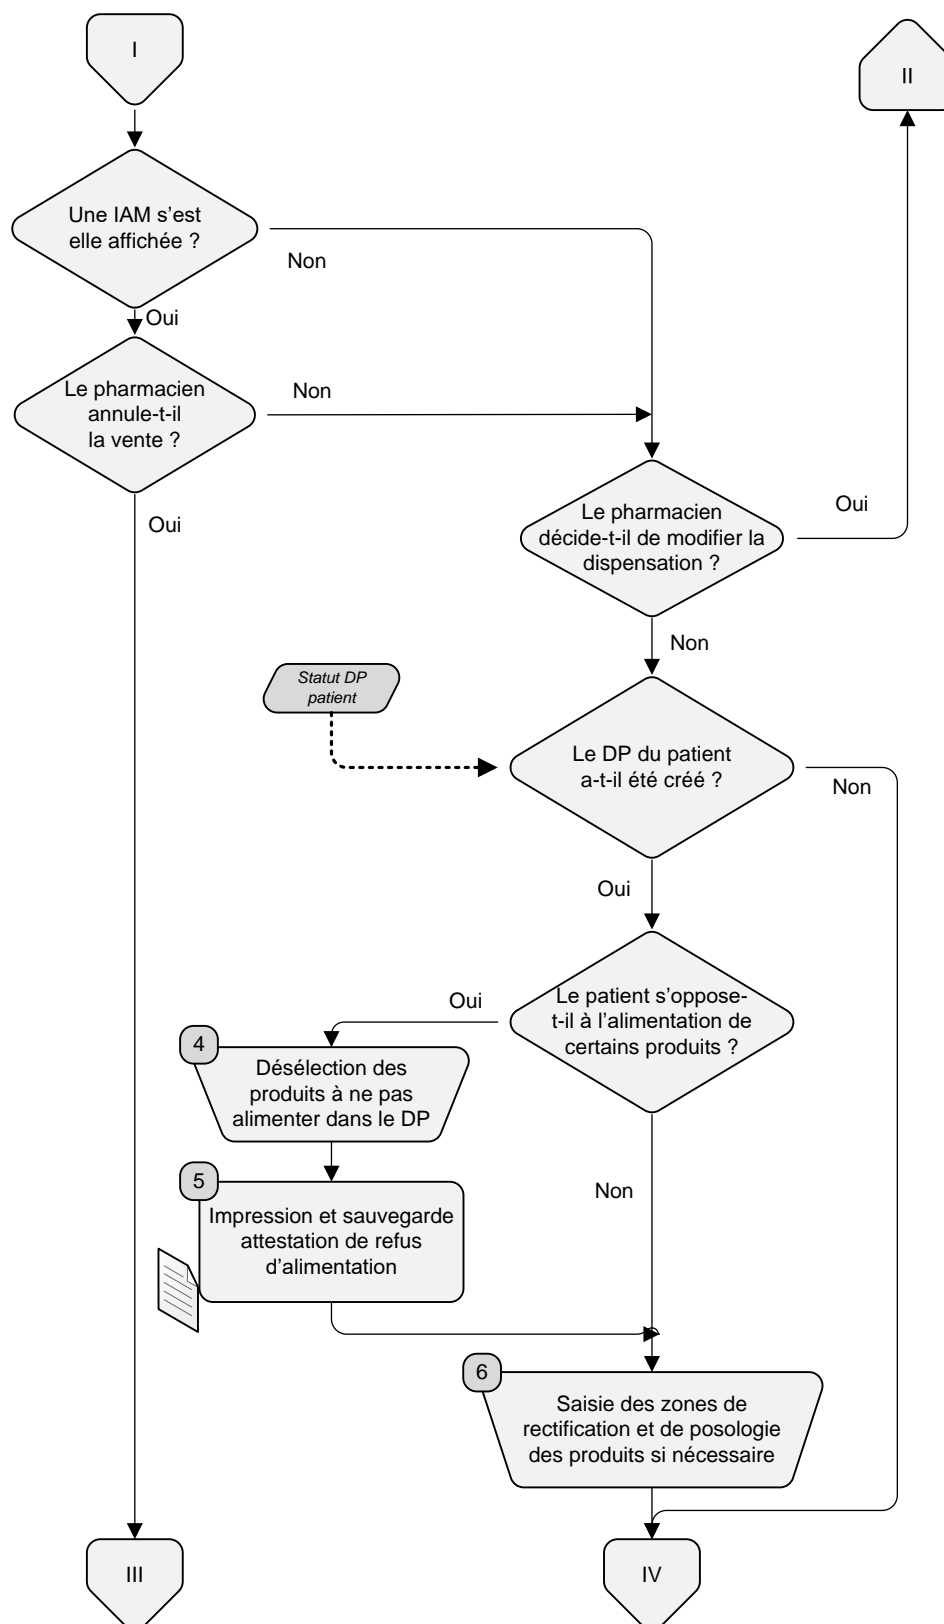 I
II
Une IAM s’est
elle affichée ?
Non
Oui
Le pharmacien
annule-t-il
la vente ?
Non
Oui
Le pharmacien
décide-t-il de modifier la
dispensation ?
Oui
Non
Statut DP
patient
Le DP du patient
a-t-il été créé ?
Non
Oui
Le patient s’oppose-
t-il à l’alimentation de
certains produits ?
Oui
4
Désélection des
produits à ne pas
alimenter dans le DP
Non
5
Impression et sauvegarde
attestation de refus
d’alimentation
6
Saisie des zones de
rectification et de posologie
des produits si nécessaire
III
IV